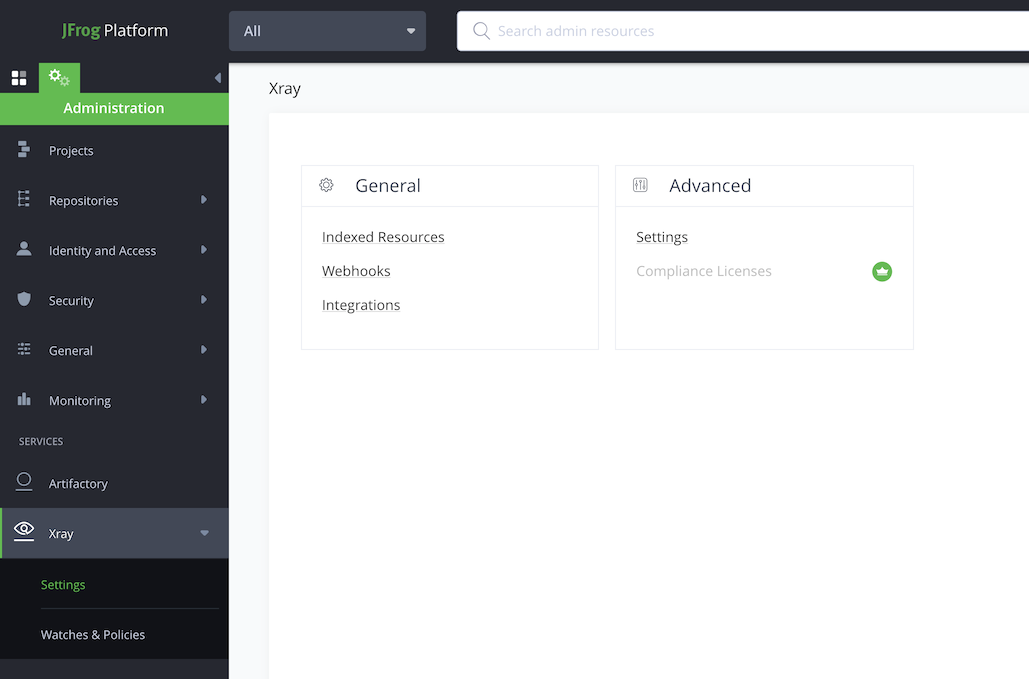 JFrog Platform
All
Search admin resources
Administration
Projects
Repositories
Identity and Access
Security
General
Monitoring
SERVICES
Artifactory
Xray
Settings
Watches & Policies
Xray
General
Indexed Resources
Webhooks
Integrations
Advanced
Settings
Compliance Licenses